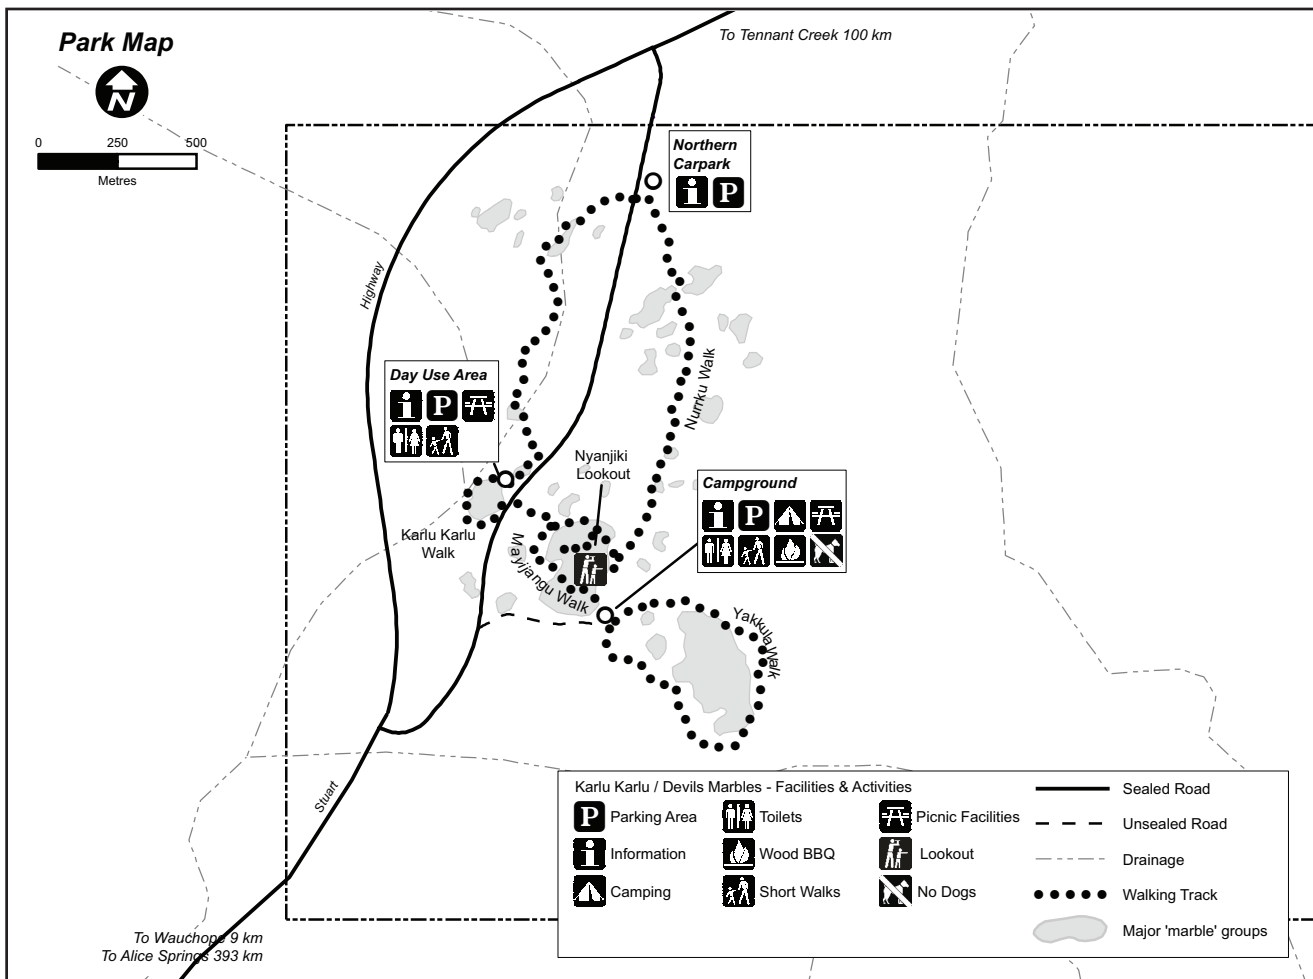 Park Map
N
0 250 500
Metres
To Tennant Creek 100 km
Northern
Carpark
i P
Highway
Day Use Area
i P
Nurrku Walk
Nyanjiki
Lookout
Campground
i P
Karlu Karlu
Walk
Mayijangu Walk
Yakkula Walk
Stuart
To Wauchope 9 km
To Alice Springs 393 km
Karlu Karlu / Devils Marbles - Facilities & Activities
P Parking Area
Toilets
Picnic Facilities
i Information
Wood BBQ
Lookout
Camping
Short Walks
No Dogs
Sealed Road
Unsealed Road
Drainage
Walking Track
Major 'marble' groups